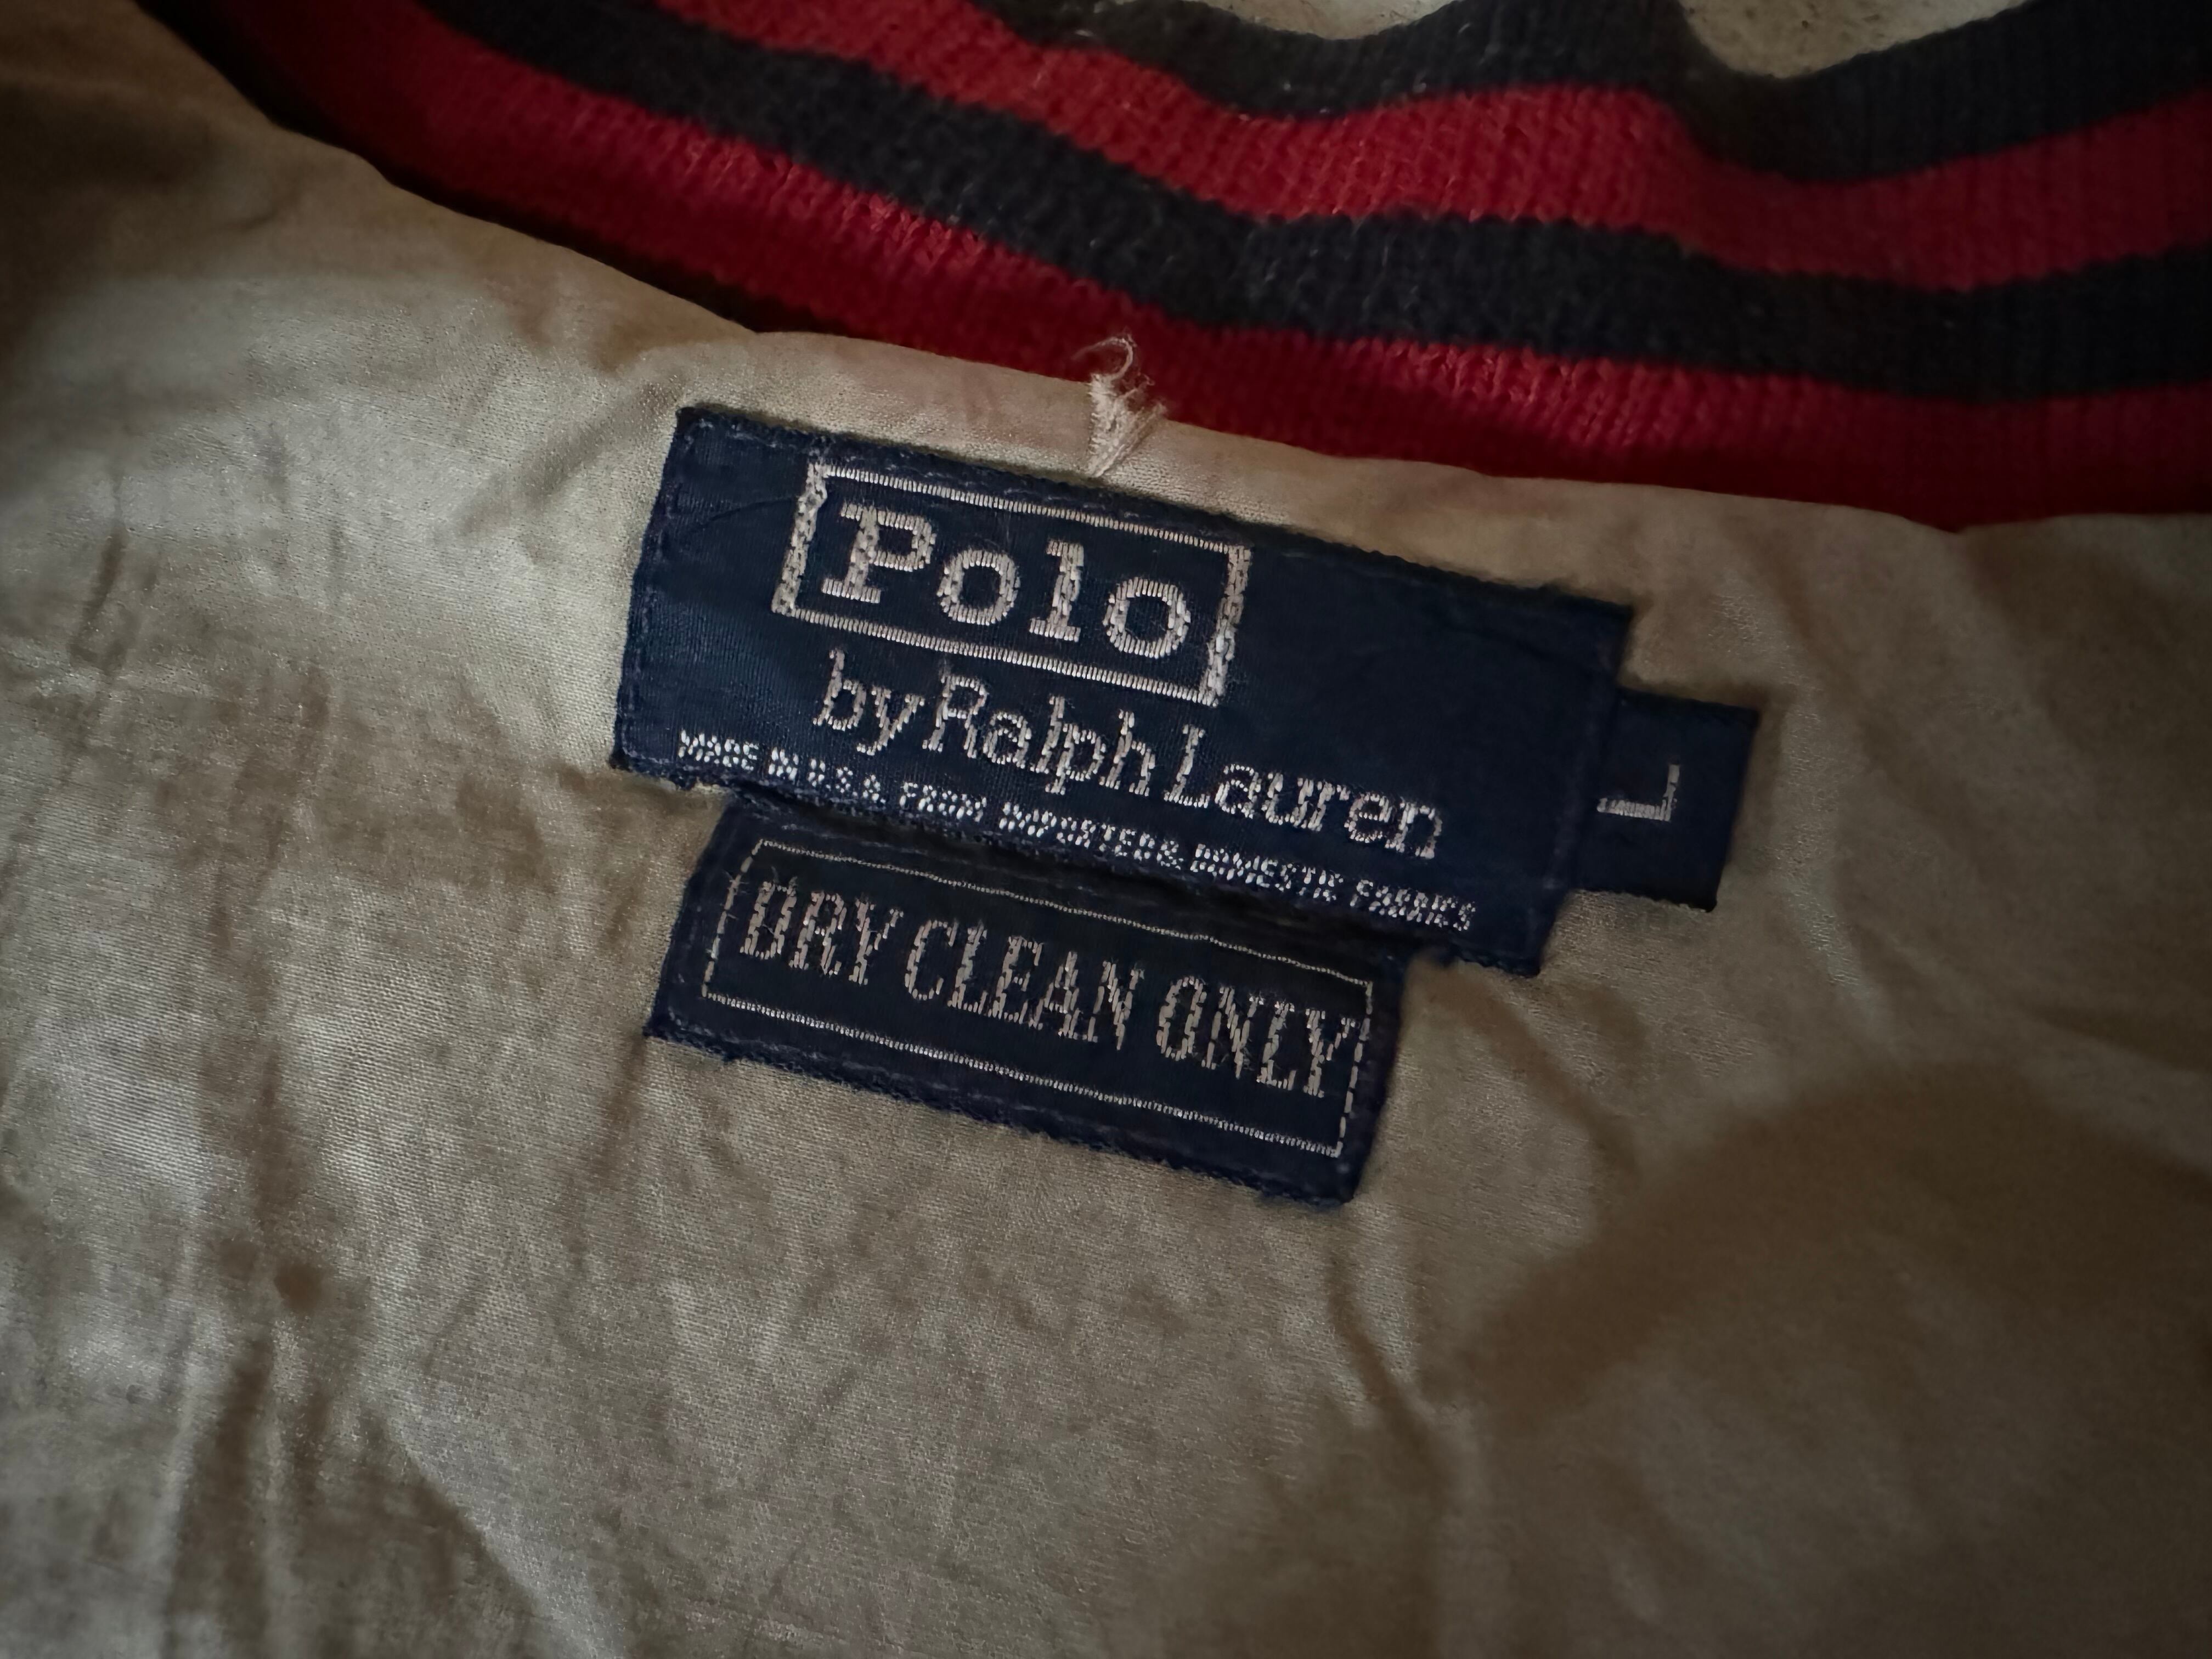 Polo
by Ralph Lauren
MADE IN U.S.A. FROM IMPORTED & DOMESTIC FABRICS
L
DRY CLEAN ONLY